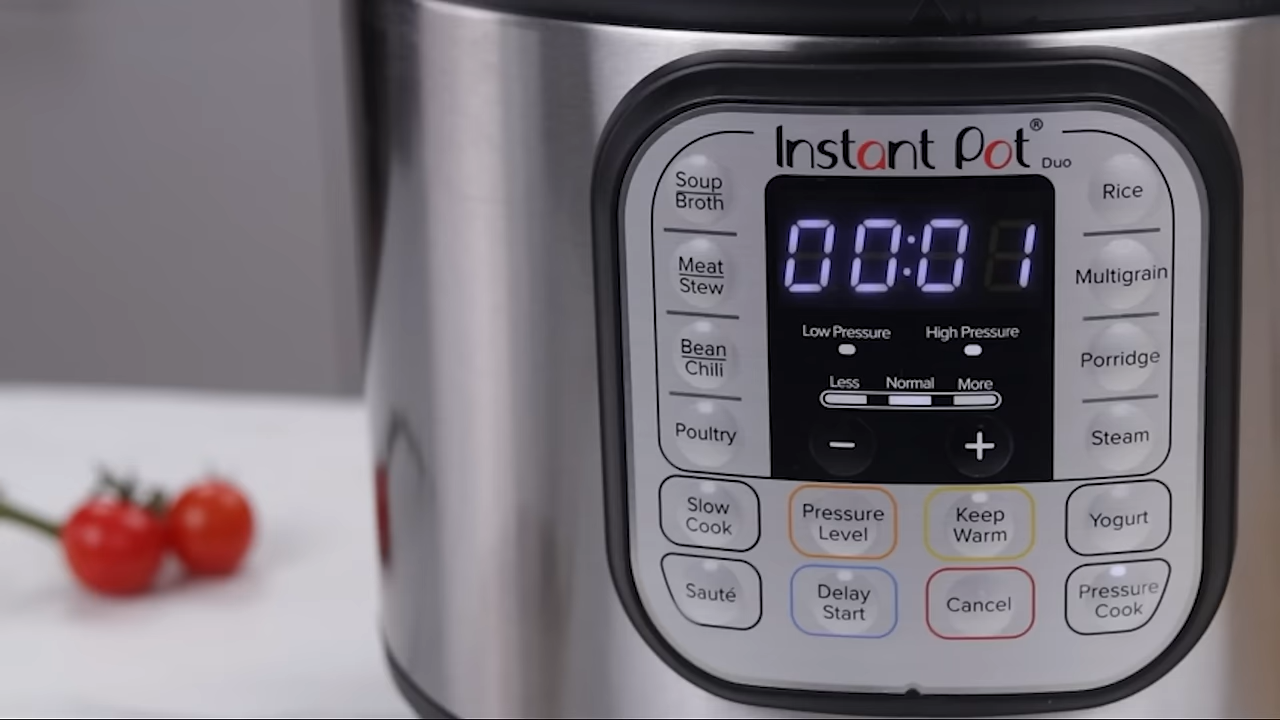 Instant Pot®
Duo
Soup
Broth
Meat
Stew
Bean
Chili
Poultry
00:01
Low Pressure High Pressure
Less Normal More
− +
Rice
Multigrain
Porridge
Steam
Slow
Cook
Pressure
Level
Keep
Warm
Yogurt
Sauté
Delay
Start
Cancel
Pressure
Cook